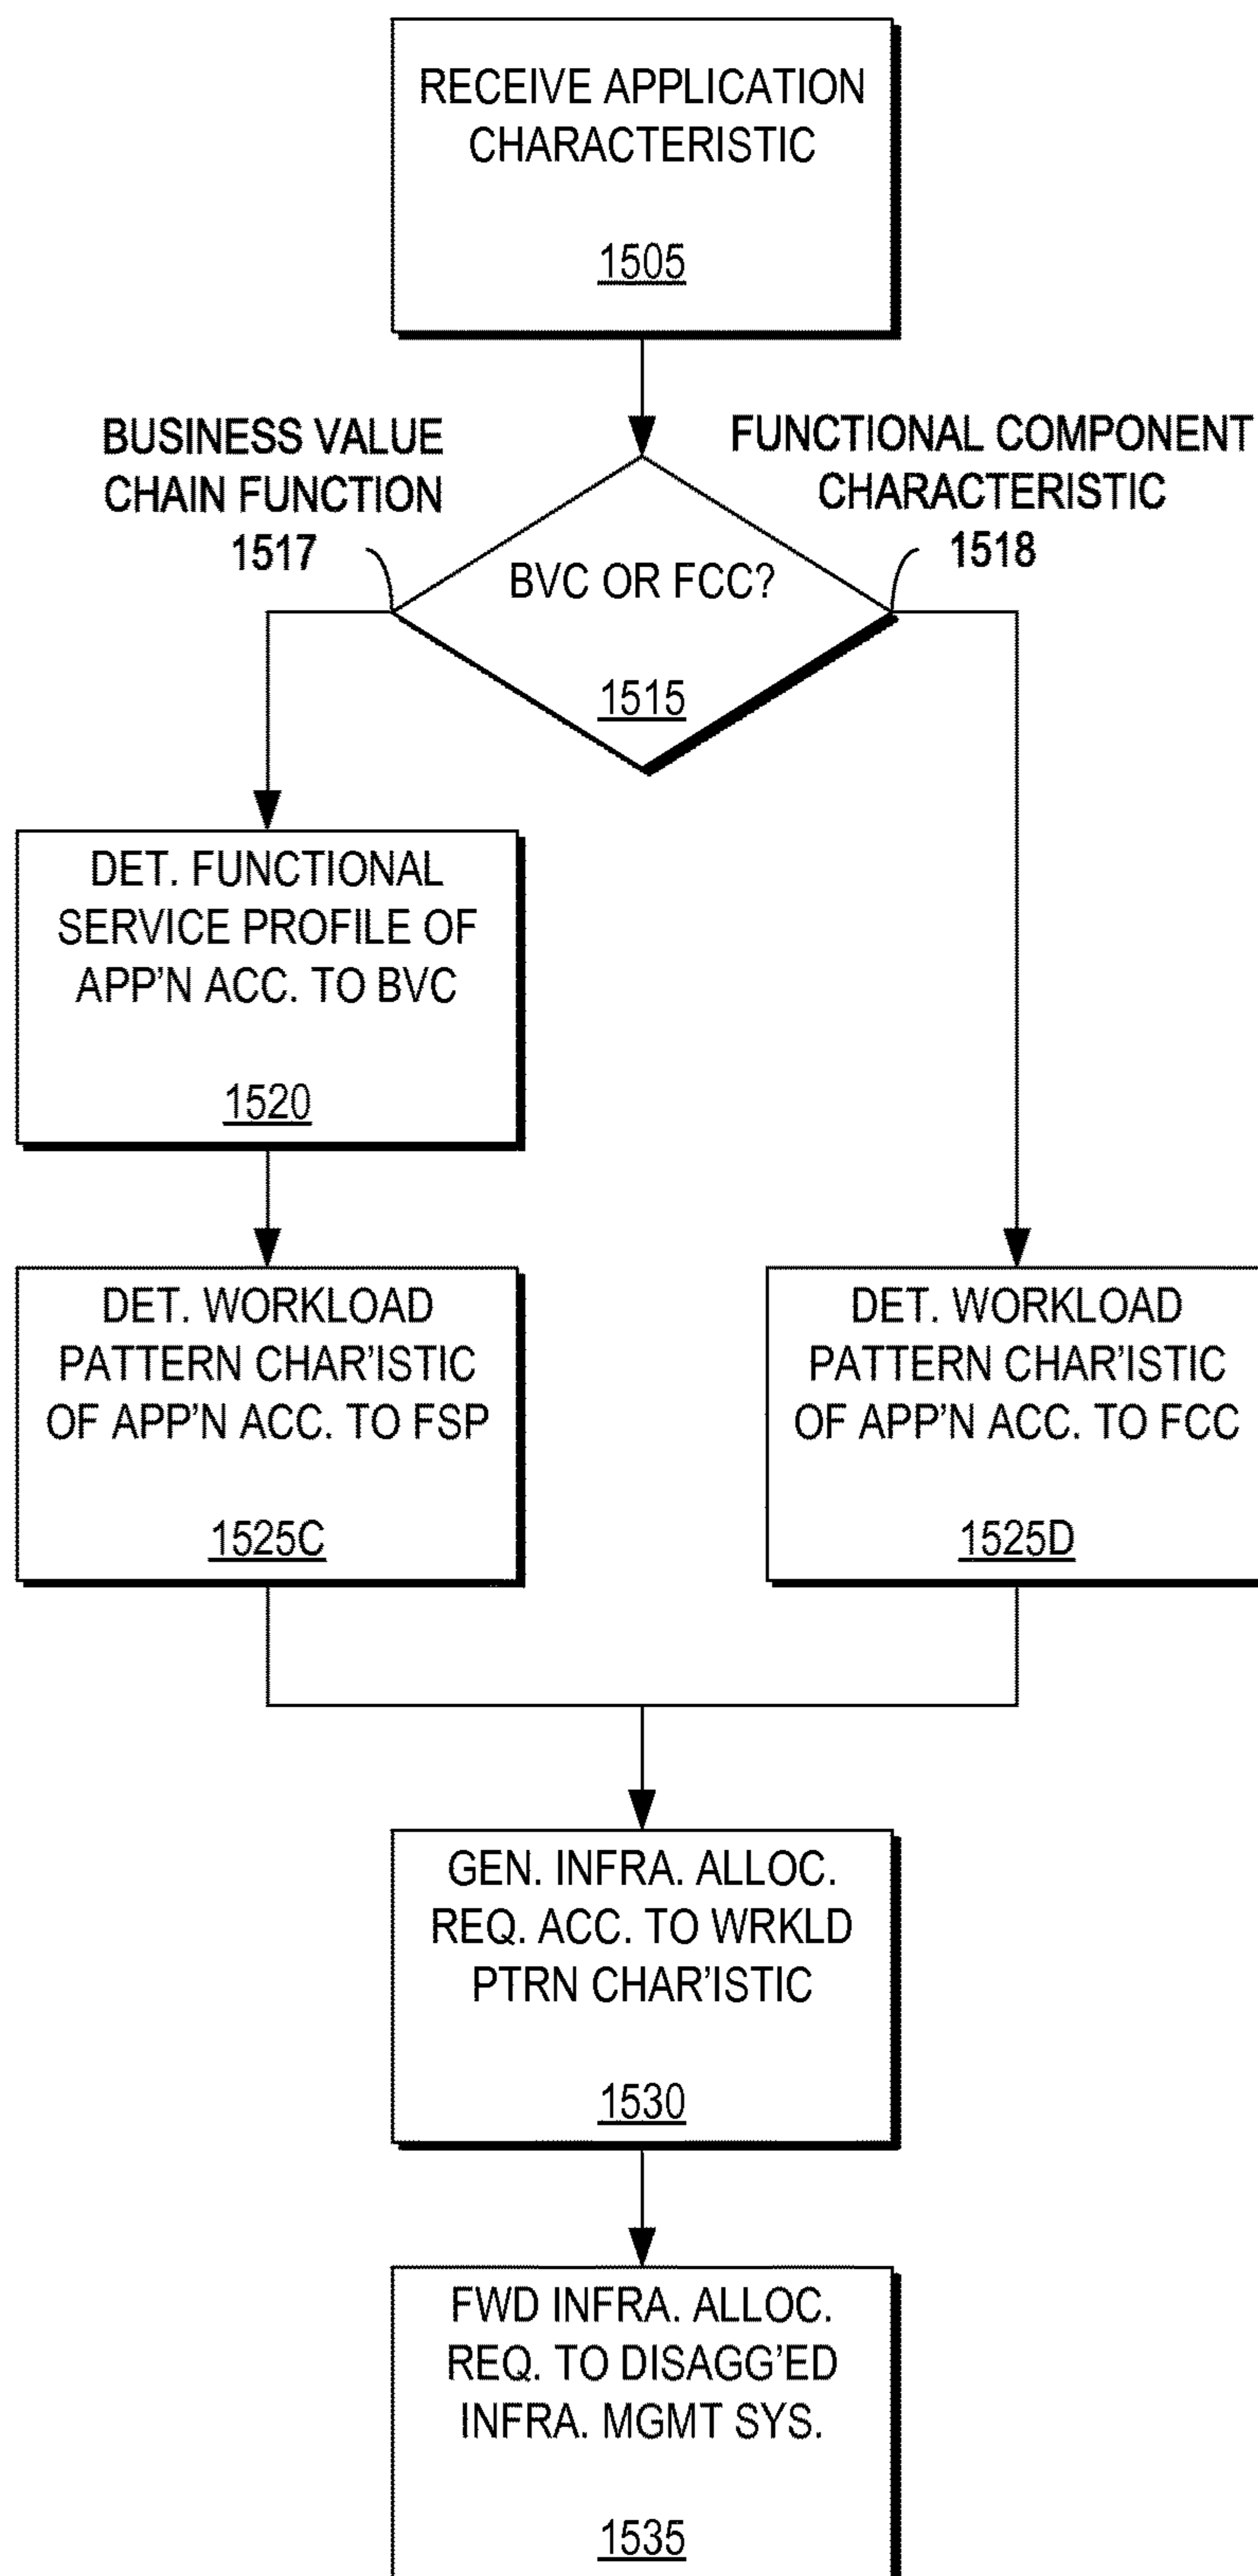 RECEIVE APPLICATION
CHARACTERISTIC
1505
BUSINESS VALUE
CHAIN FUNCTION
1517
FUNCTIONAL COMPONENT
CHARACTERISTIC
1518
BVC OR FCC?
1515
DET. FUNCTIONAL
SERVICE PROFILE OF
APP'N ACC. TO BVC
1520
DET. WORKLOAD
PATTERN CHAR'ISTIC
OF APP'N ACC. TO FSP
1525C
DET. WORKLOAD
PATTERN CHAR'ISTIC
OF APP'N ACC. TO FCC
1525D
GEN. INFRA. ALLOC.
REQ. ACC. TO WRKLD
PTRN CHAR'ISTIC
1530
FWD INFRA. ALLOC.
REQ. TO DISAGG'ED
INFRA. MGMT SYS.
1535